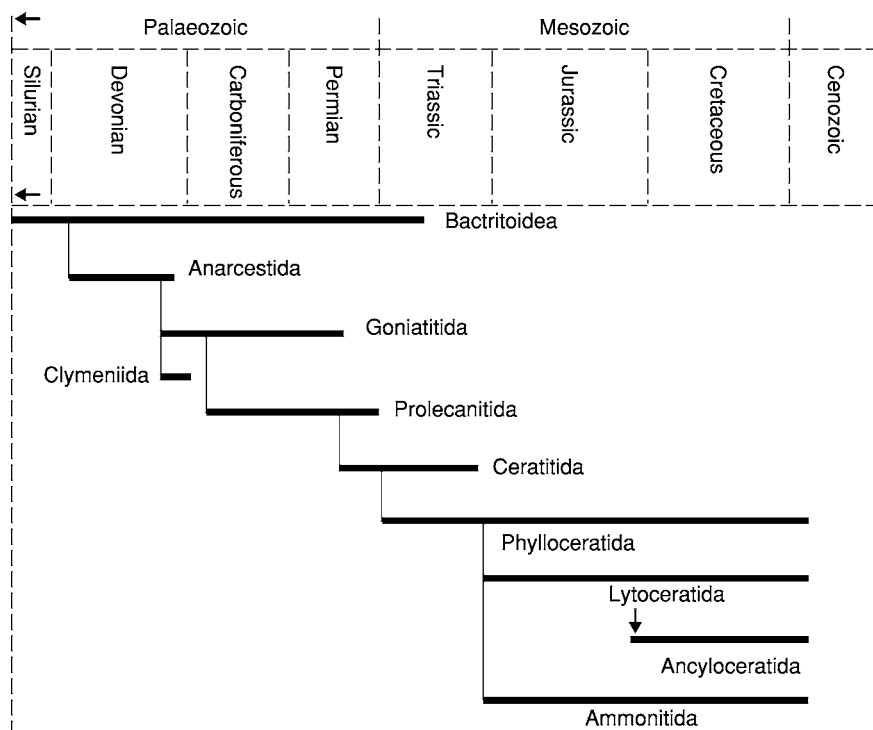 Palaeozoic
Mesozoic
Silurian
Devonian
Carboniferous
Permian
Triassic
Jurassic
Cretaceous
Cenozoic
Bactritoidea
Anarcestida
Goniatitida
Clymeniida
Prolecanitida
Ceratitida
Phylloceratida
Lytoceratida
Ancyloceratida
Ammonitida